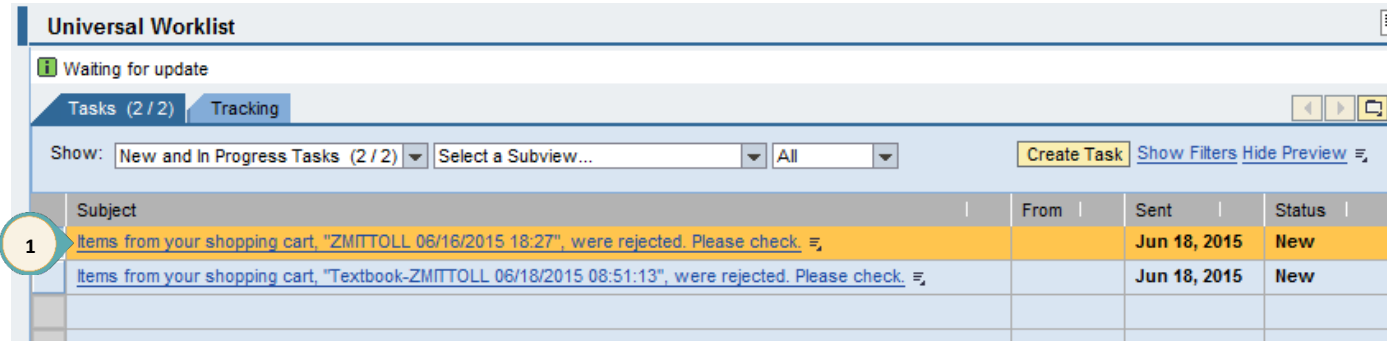 Universal Worklist
Waiting for update
Tasks (2 / 2) Tracking
Show: New and In Progress Tasks (2 / 2) Select a Subview... All Create Task Show Filters Hide Preview
Subject From Sent Status
1 Items from your shopping cart, "ZMITTOLL 06/16/2015 18:27", were rejected. Please check. Jun 18, 2015 New
Items from your shopping cart, "Textbook-ZMITTOLL 06/18/2015 08:51:13", were rejected. Please check. Jun 18, 2015 New